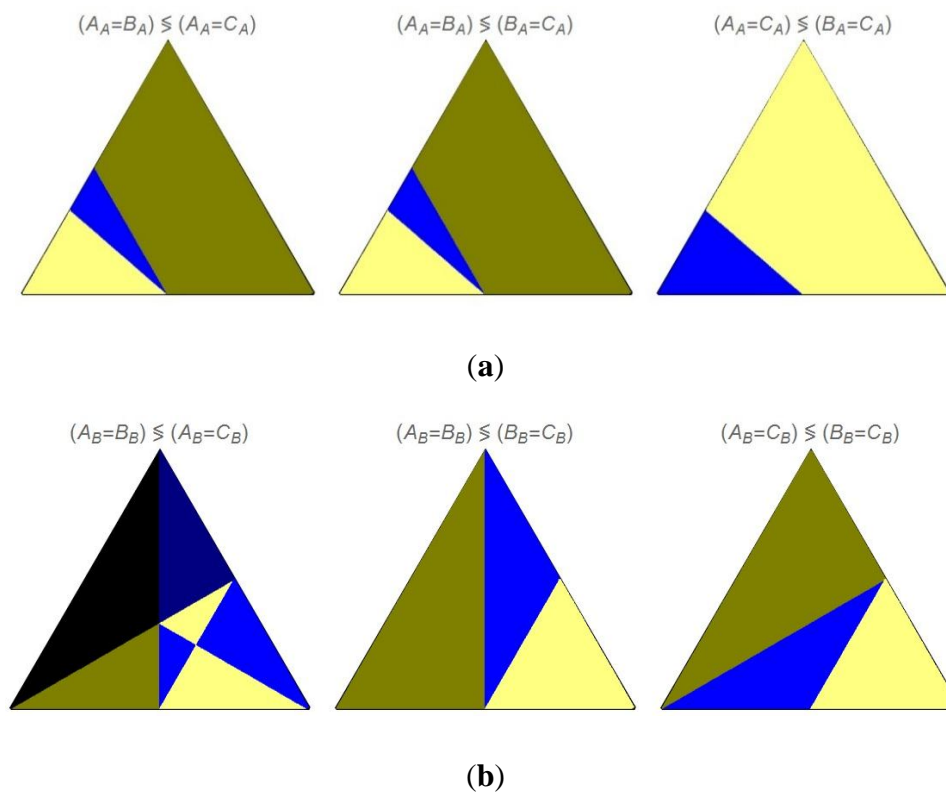 (A_A=B_A) ≶ (A_A=C_A) (A_A=B_A) ≶ (B_A=C_A) (A_A=C_A) ≶ (B_A=C_A)
(a)
(A_B=B_B) ≶ (A_B=C_B) (A_B=B_B) ≶ (B_B=C_B) (A_B=C_B) ≶ (B_B=C_B)
(b)